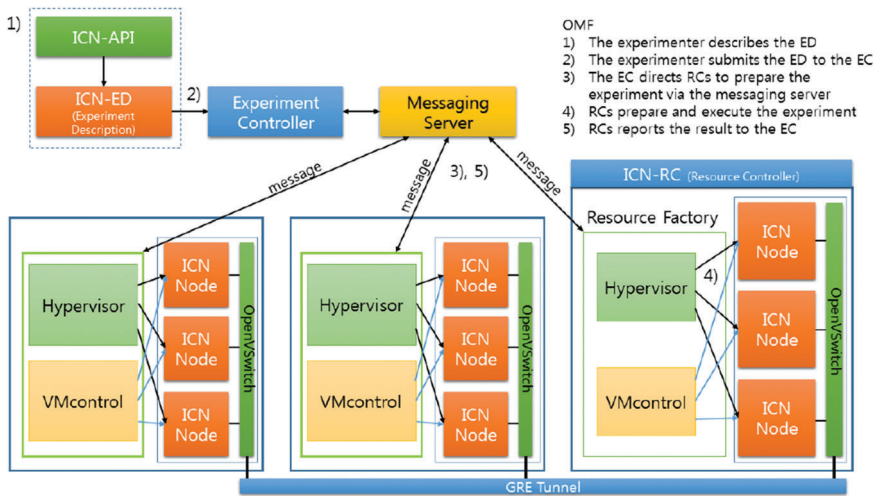 1)
ICN-API
ICN-ED
(Experiment
Description)
2)
Experiment
Controller
Messaging
Server
OMF
1) The experimenter describes the ED
2) The experimenter submits the ED to the EC
3) The EC directs RCs to prepare the
experiment via the messaging server
4) RCs prepare and execute the experiment
5) RCs reports the result to the EC
message
message
3), 5)
message
ICN-RC (Resource Controller)
Resource Factory
Hypervisor
VMcontrol
ICN
Node
ICN
Node
ICN
Node
OpenVSwitch
Hypervisor
VMcontrol
ICN
Node
ICN
Node
ICN
Node
OpenVSwitch
Hypervisor
4)
VMcontrol
ICN
Node
ICN
Node
ICN
Node
OpenVSwitch
GRE Tunnel